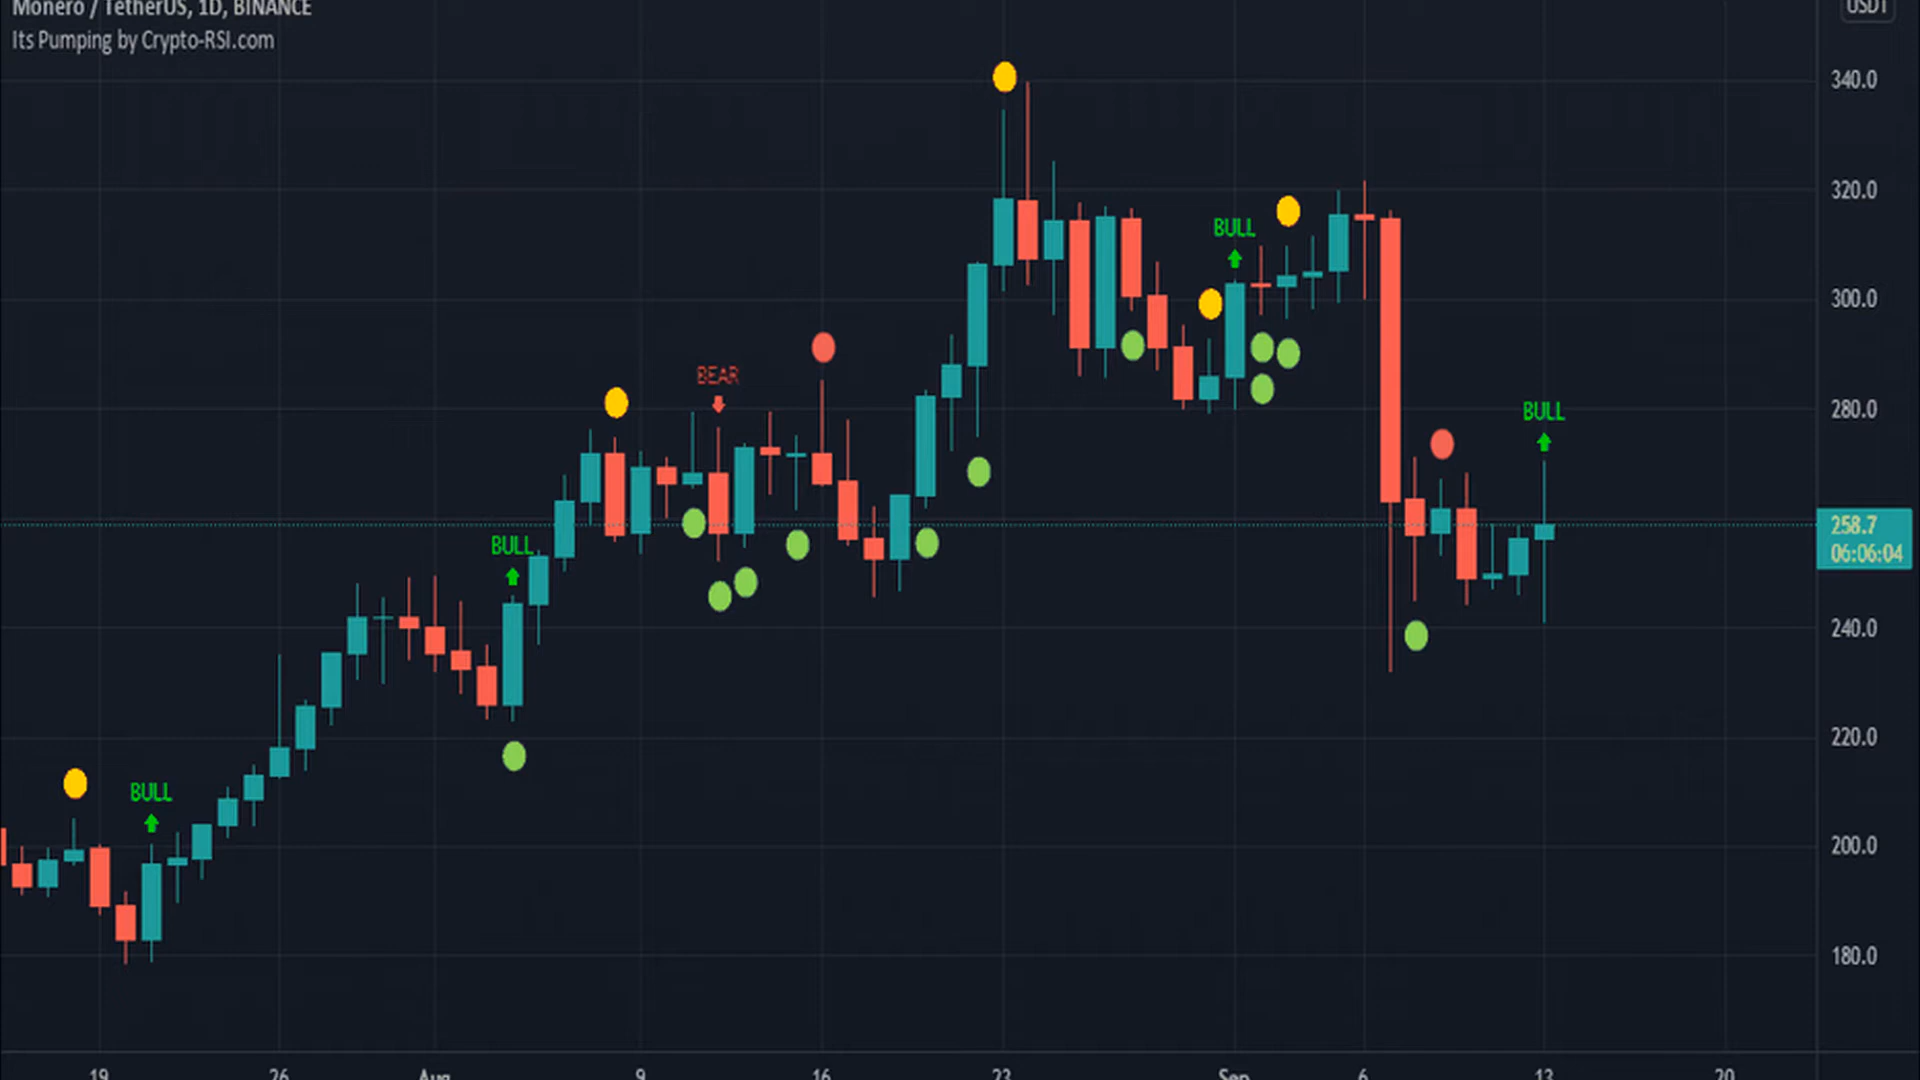 Monero / TetherUS, 1D, BINANCE
Its Pumping by Crypto-RSI.com
USDT
340.0
320.0
BULL
300.0
BEAR
280.0
BULL
258.7
06:06:04
BULL
240.0
220.0
BULL
200.0
180.0
19
26
Aug
9
16
23
Sep
6
13
20